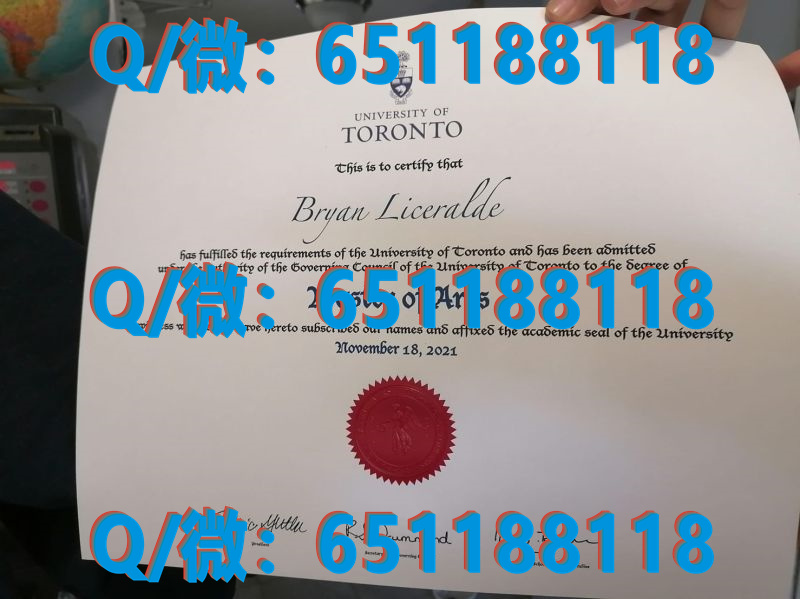 Q/微：651188118
UNIVERSITY OF
TORONTO
This is to certify that
Bryan Liceralde
has fulfilled the requirements of the University of Toronto and has been admitted
of the Governing Council of the University of Toronto to the degree of
Q/微：651188118
Master of Arts
hereto subscribed our names and affixed the academic seal of the University
November 18, 2021
Q/微：651188118